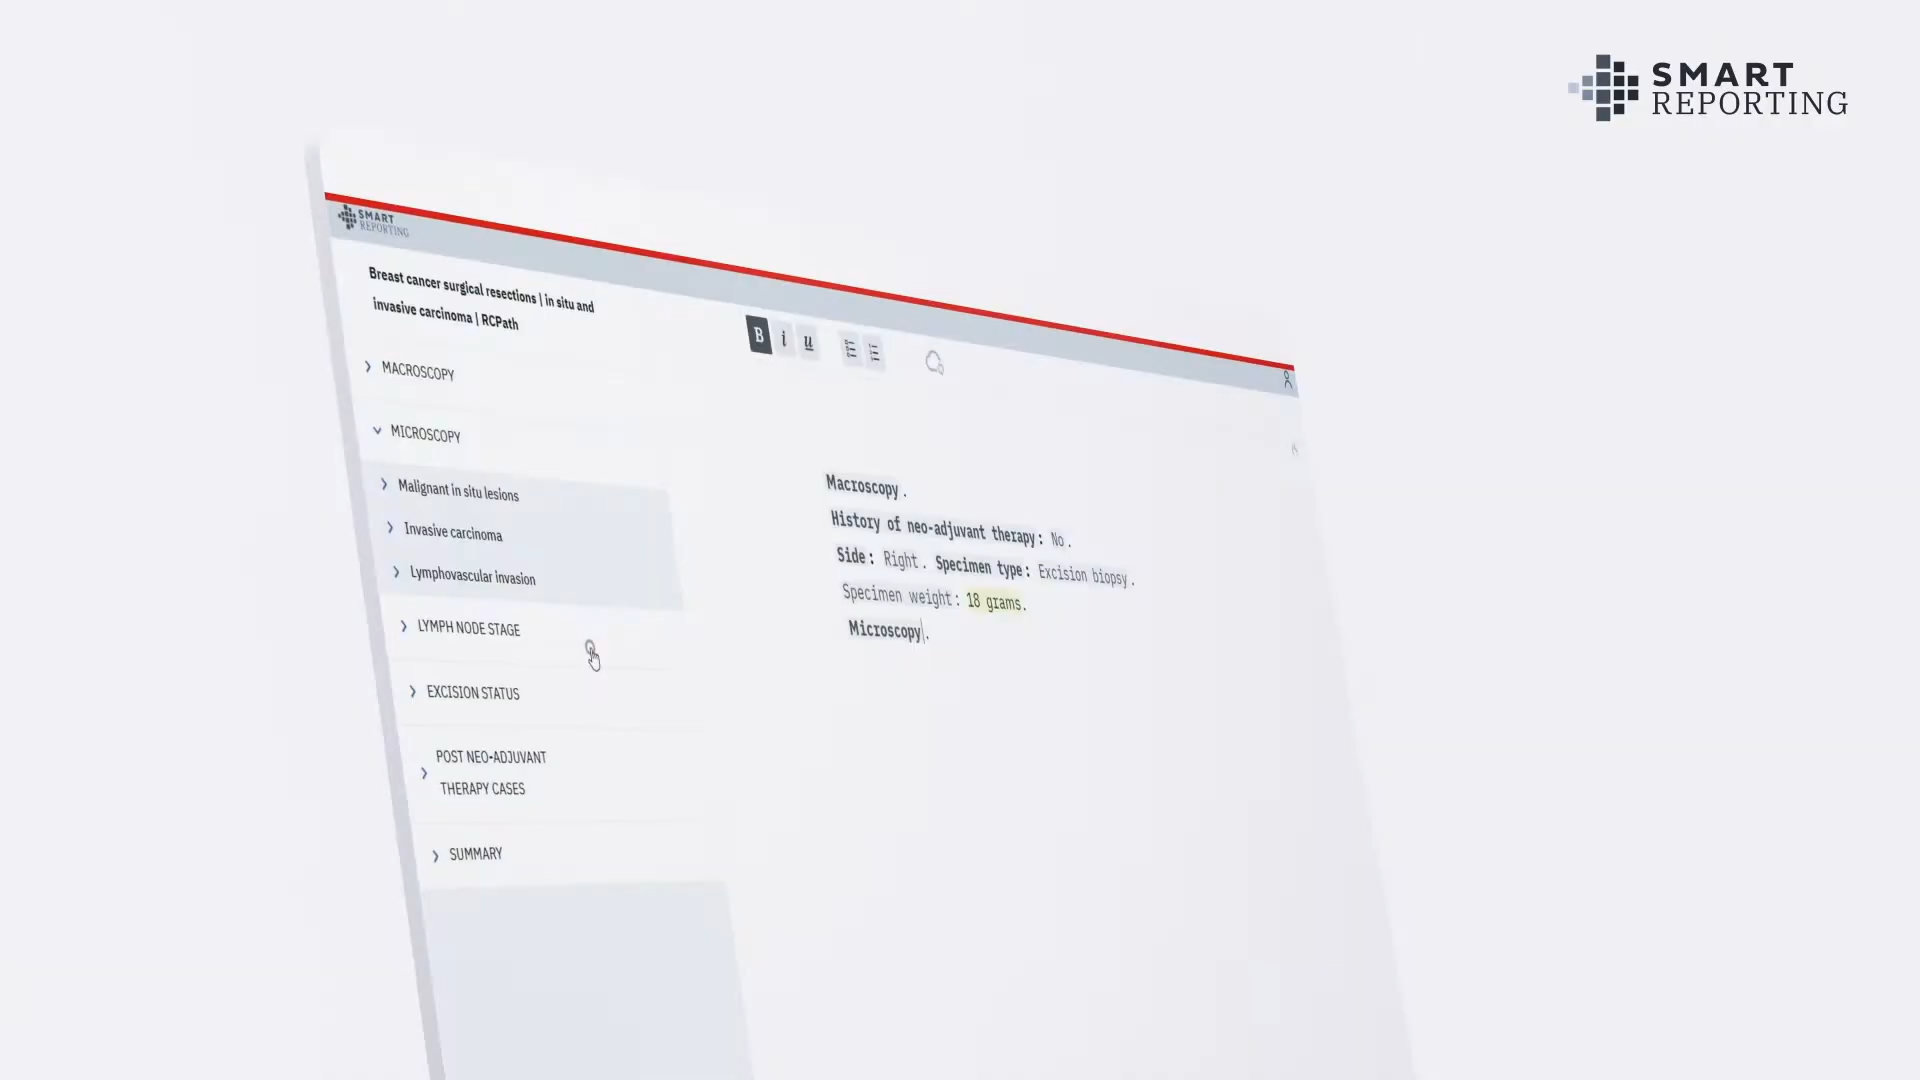 SMART
REPORTING
SMART
REPORTING
Breast cancer surgical resections | in situ and
invasive carcinoma | RCPath
MACROSCOPY
MICROSCOPY
Malignant in situ lesions
Invasive carcinoma
Lymphovascular invasion
LYMPH NODE STAGE
EXCISION STATUS
POST NEO-ADJUVANT
THERAPY CASES
SUMMARY
B i u
Macroscopy.
History of neo-adjuvant therapy: No.
Side: Right. Specimen type: Excision biopsy.
Specimen weight: 18 grams.
Microscopy.